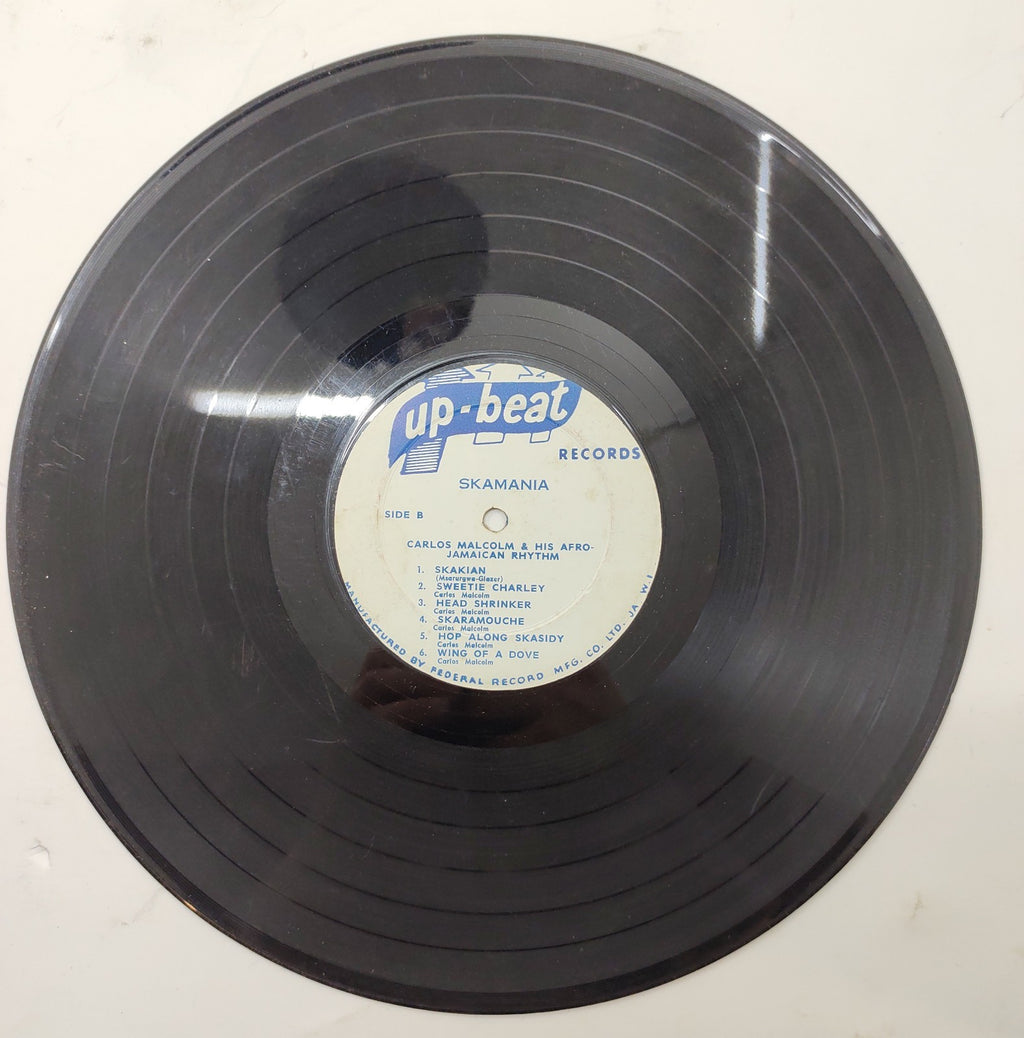 up-beat
RECORDS
SKAMANIA
SIDE B
CARLOS MALCOLM & HIS AFRO-
JAMAICAN RHYTHM
1. SKAKIAN
(Msarurgwa-Glazer)
2. SWEETIE CHARLEY
Carlos Malcolm
3. HEAD SHRINKER
Carlos Malcolm
4. SKARAMOUCHE
Carlos Malcolm
5. HOP ALONG SKASIDY
Carlos Malcolm
6. WING OF A DOVE
Carlos Malcolm
MANUFACTURED BY FEDERAL RECORD MFG. CO. LTD. JA W.I